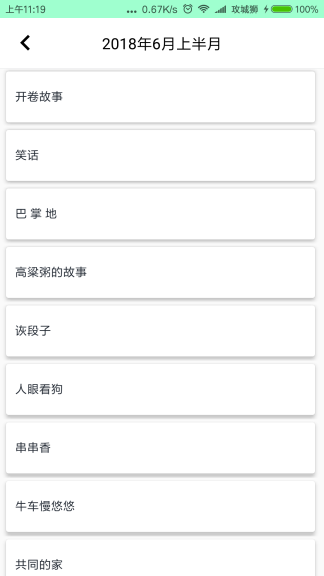 上午11:19
... 0.67K/s 攻城狮 100%
2018年6月上半月
开卷故事
笑话
巴 掌 地
高粱粥的故事
诙段子
人眼看狗
串串香
牛车慢悠悠
共同的家